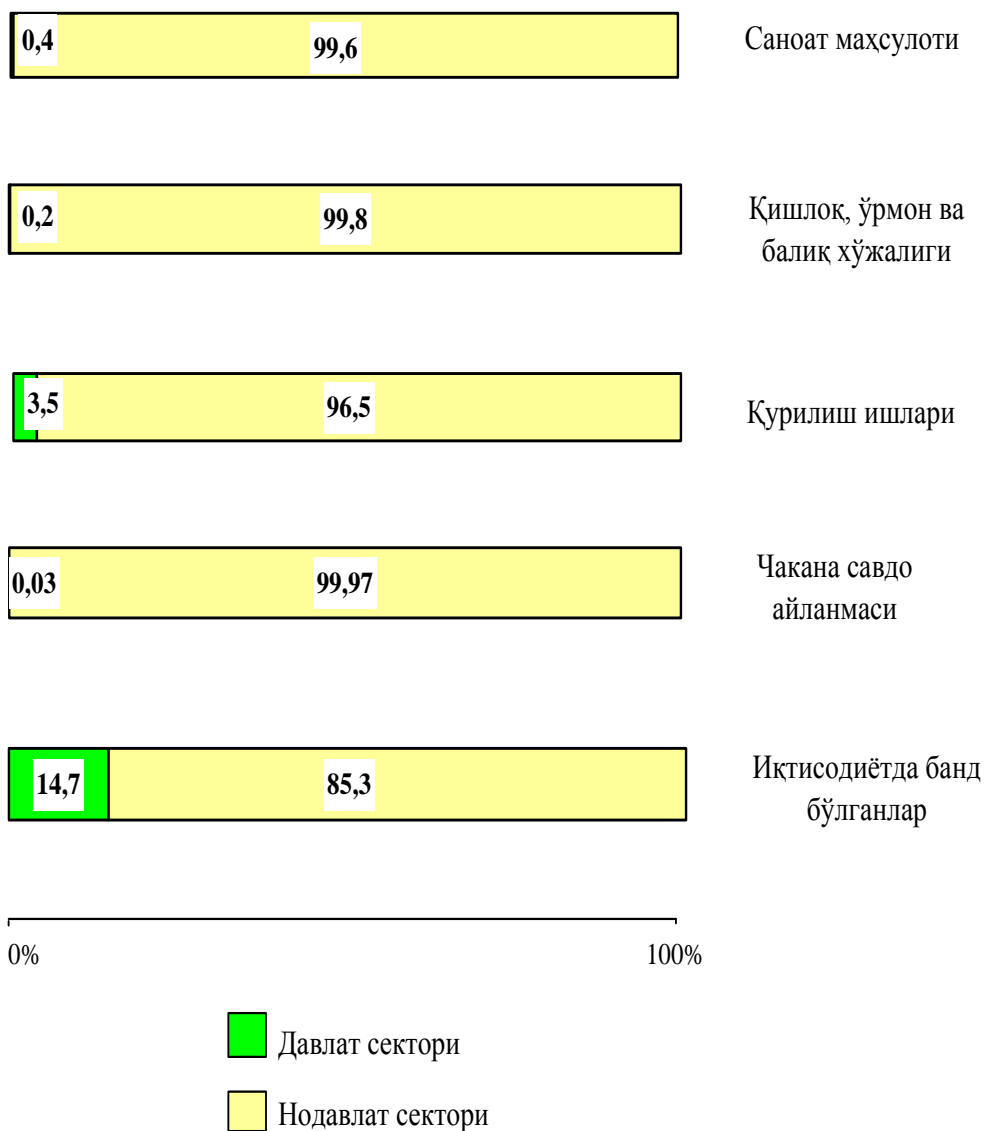 0,4 99,6 Саноат маҳсулоти
0,2 99,8 Қишлоқ, ўрмон ва
балиқ хўжалиги
3,5 96,5 Қурилиш ишлари
0,03 99,97 Чакана савдо
айланмаси
14,7 85,3 Иқтисодиётда банд
бўлганлар
0% 100%
Давлат сектори
Нодавлат сектори